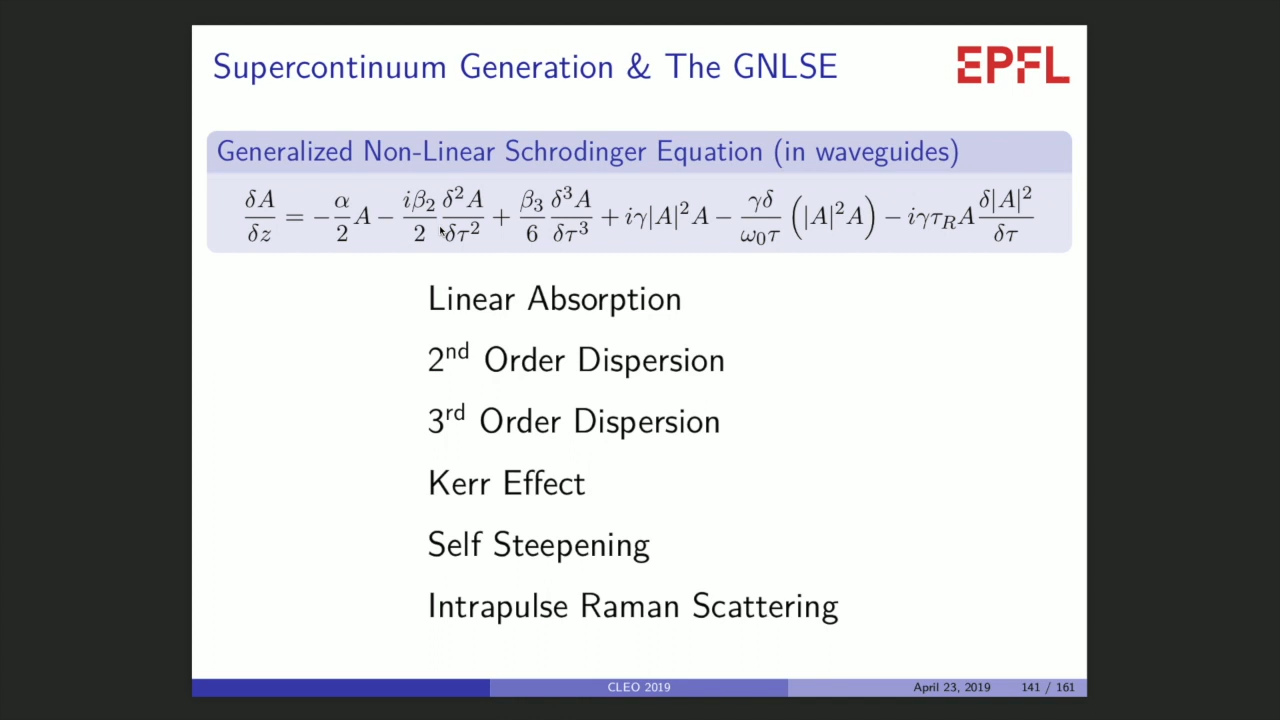 Supercontinuum Generation & The GNLSE
EPFL
Generalized Non-Linear Schrodinger Equation (in waveguides)
δA/δz = −α/2 A − iβ₂/2 δ²A/δτ² + β₃/6 δ³A/δτ³ + iγ|A|²A − γδ/ω₀τ (|A|²A) − iγτ_R A δ|A|²/δτ
Linear Absorption
2nd Order Dispersion
3rd Order Dispersion
Kerr Effect
Self Steepening
Intrapulse Raman Scattering
CLEO 2019
April 23, 2019 141 / 161